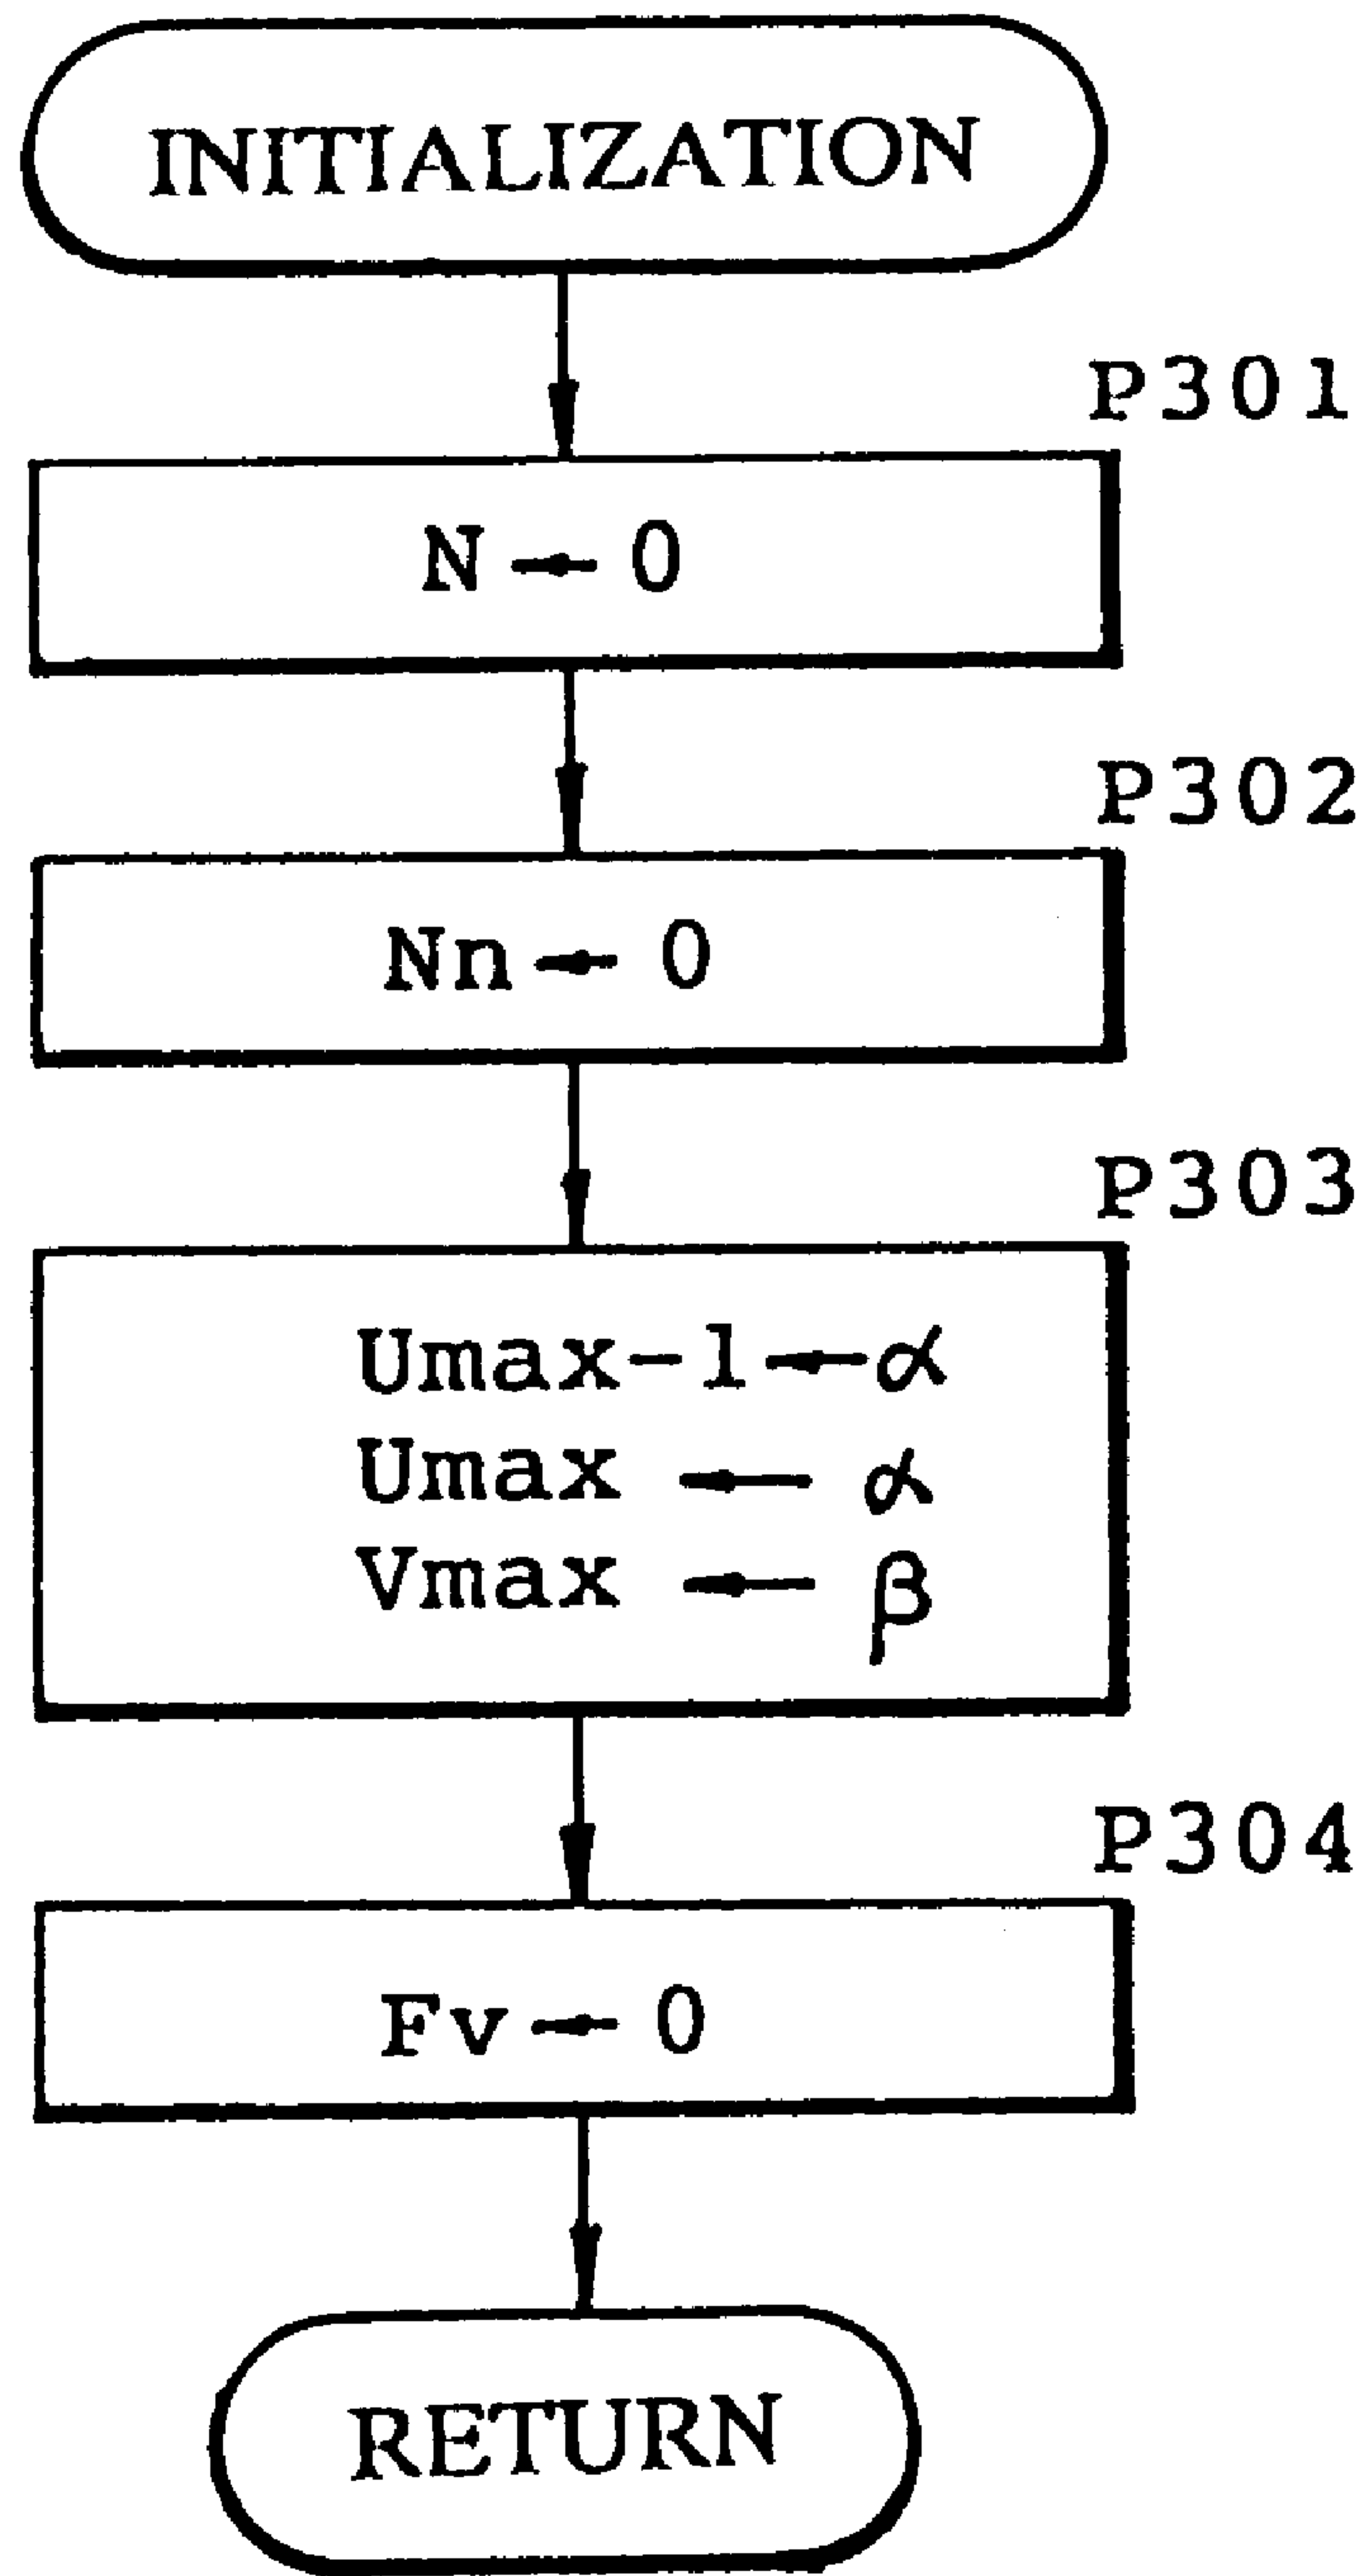 INITIALIZATION
P301
N ← 0
P302
Nn ← 0
P303
Umax-1 ← α
Umax ← α
Vmax ← β
P304
Fv ← 0
RETURN